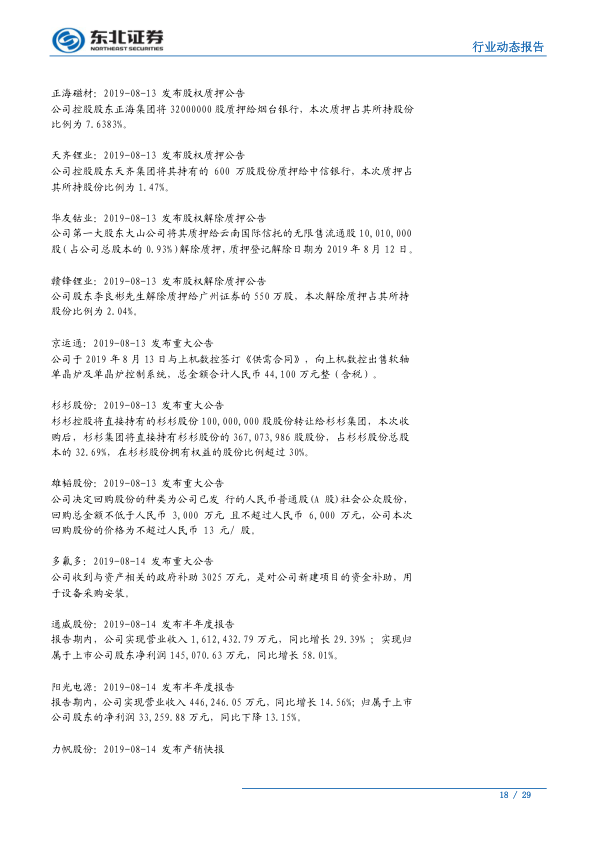 东北证券
NORTHEAST SECURITIES
行业动态报告
正海磁材：2019-08-13 发布股权质押公告
公司控股股东正海集团将 32000000 股质押给烟台银行，本次质押占其所持股份
比例为 7.6383%。
天齐锂业：2019-08-13 发布股权质押公告
公司控股股东天齐集团将其持有的 600 万股股份质押给中信银行，本次质押占
其所持股份比例为 1.47%。
华友钴业：2019-08-13 发布股权解除质押公告
公司第一大股东大山公司将其质押给云南国际信托的无限售流通股 10,010,000
股(占公司总股本的 0.93%)解除质押,质押登记解除日期为 2019 年 8 月 12 日。
赣锋锂业：2019-08-13 发布股权解除质押公告
公司股东李良彬先生解除质押给广州证券的 550 万股，本次解除质押占其所持
股份比例为 2.04%。
京运通：2019-08-13 发布重大公告
公司于 2019 年 8 月 13 日与上机数控签订《供需合同》，向上机数控出售软轴
单晶炉及单晶炉控制系统，总金额合计人民币 44,100 万元整（含税）。
杉杉股份：2019-08-13 发布重大公告
杉杉控股将直接持有的杉杉股份 100,000,000 股股份转让给杉杉集团，本次收
购后，杉杉集团将直接持有杉杉股份的 367,073,986 股股份，占杉杉股份总股
本的 32.69%，在杉杉股份拥有权益的股份比例超过 30%。
雄韬股份：2019-08-13 发布重大公告
公司决定回购股份的种类为公司已发 行的人民币普通股(A 股)社会公众股份，
回购总金额不低于人民币 3,000 万元 且不超过人民币 6,000 万元，公司本次
回购股份的价格为不超过人民币 13 元/ 股。
多氟多：2019-08-14 发布重大公告
公司收到与资产相关的政府补助 3025 万元，是对公司新建项目的资金补助，用
于设备采购安装。
通威股份：2019-08-14 发布半年度报告
报告期内，公司实现营业收入 1,612,432.79 万元，同比增长 29.39% ；实现归
属于上市公司股东净利润 145,070.63 万元，同比增长 58.01%。
阳光电源：2019-08-14 发布半年度报告
报告期内，公司实现营业收入 446,246.05 万元，同比增长 14.56%；归属于上市
公司股东的净利润 33,259.88 万元，同比下降 13.15%。
力帆股份：2019-08-14 发布产销快报
18 / 29